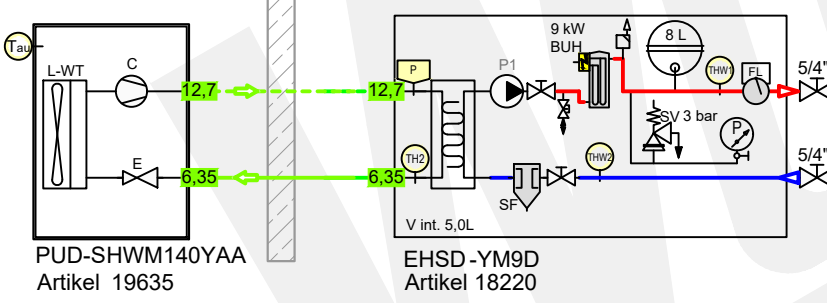 Tau
L-WT
C
E
12,7
6,35
PUD-SHWM140YAA
Artikel 19635
12,7
6,35
P
TH2
P1
9 kW
BUH
8 L
THW1
FL
5/4"
SV 3 bar
P
5/4"
THW2
SF
V int. 5,0L
EHSD-YM9D
Artikel 18220